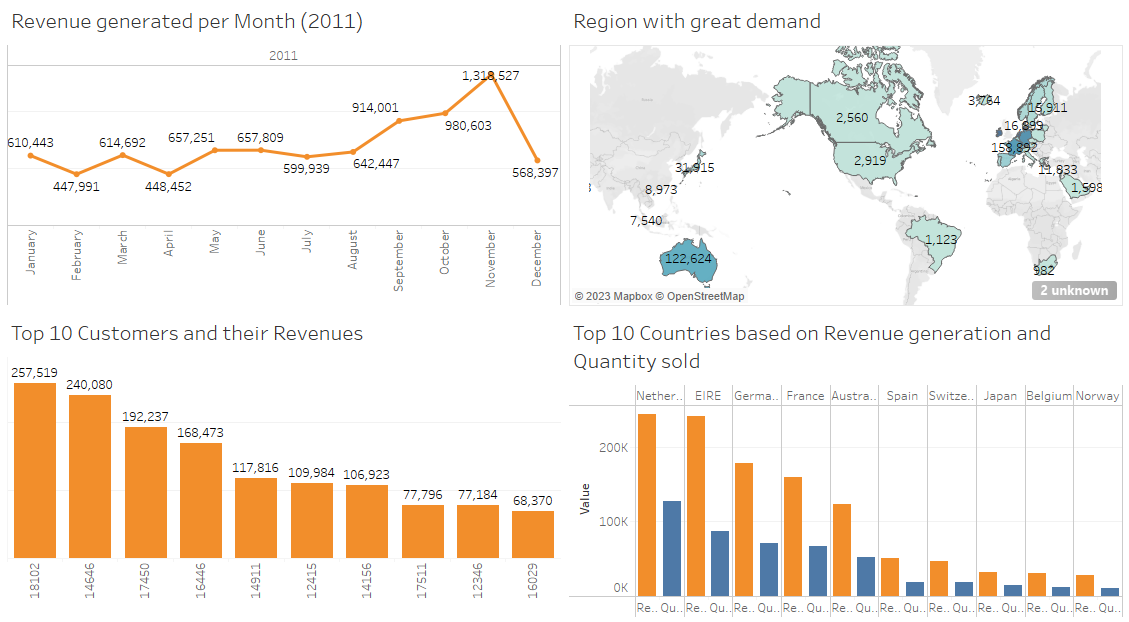 Revenue generated per Month (2011)
2011
610,443
447,991
614,692
448,452
657,251
657,809
599,939
642,447
914,001
980,603
1,318,527
568,397
January
February
March
April
May
June
July
August
September
October
November
December
Region with great demand
2,560
3,764
15,911
16,899
2,919
31,915
11,833
8,973
1,598
7,540
1,123
122,624
982
2 unknown
© 2023 Mapbox © OpenStreetMap
Top 10 Customers and their Revenues
257,519
240,080
192,237
168,473
117,816
109,984
106,923
77,796
77,184
68,370
18102
14646
17450
16446
14911
12415
14156
17511
12346
16029
Top 10 Countries based on Revenue generation and
Quantity sold
Nether.. EIRE Germa.. France Austra.. Spain Switze.. Japan Belgium Norway
Value
200K
100K
0K
Re.. Qu.. Re.. Qu.. Re.. Qu.. Re.. Qu.. Re.. Qu.. Re.. Qu.. Re.. Qu.. Re.. Qu.. Re.. Qu.. Re.. Qu..